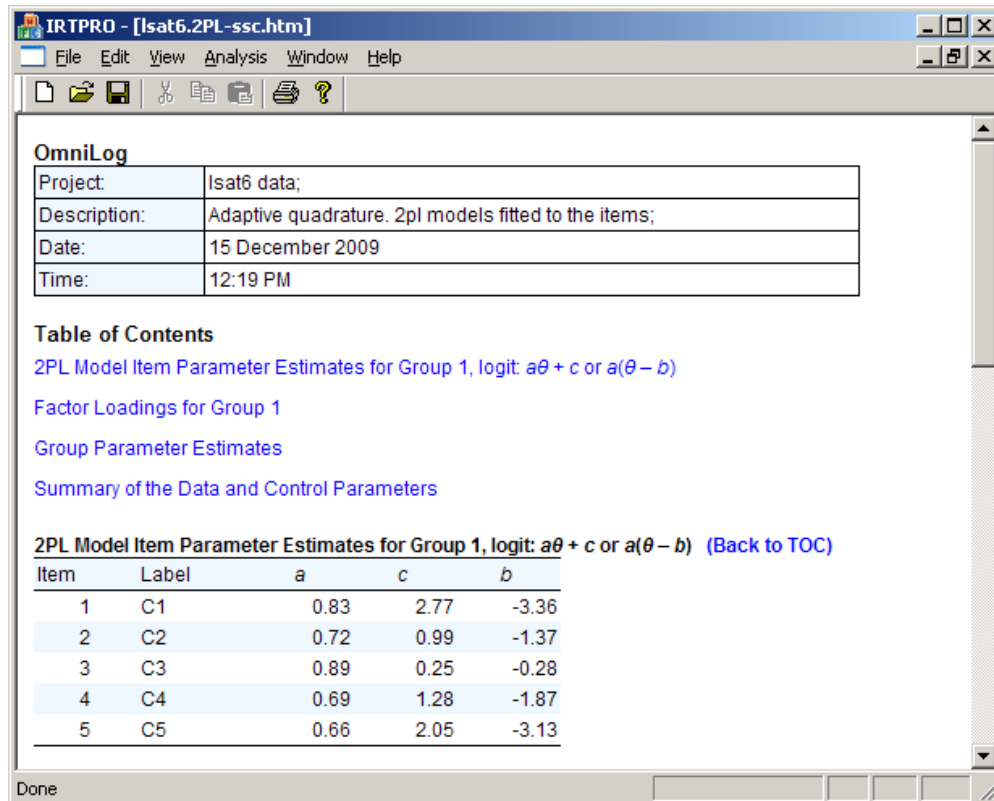 IRTPRO - [lsat6.2PL-ssc.htm]
File Edit View Analysis Window Help
OmniLog
Project: lsat6 data;
Description: Adaptive quadrature. 2pl models fitted to the items;
Date: 15 December 2009
Time: 12:19 PM
Table of Contents
2PL Model Item Parameter Estimates for Group 1, logit: aθ + c or a(θ – b)
Factor Loadings for Group 1
Group Parameter Estimates
Summary of the Data and Control Parameters
2PL Model Item Parameter Estimates for Group 1, logit: aθ + c or a(θ – b) (Back to TOC)
Item Label a c b
1 C1 0.83 2.77 -3.36
2 C2 0.72 0.99 -1.37
3 C3 0.89 0.25 -0.28
4 C4 0.69 1.28 -1.87
5 C5 0.66 2.05 -3.13
Done